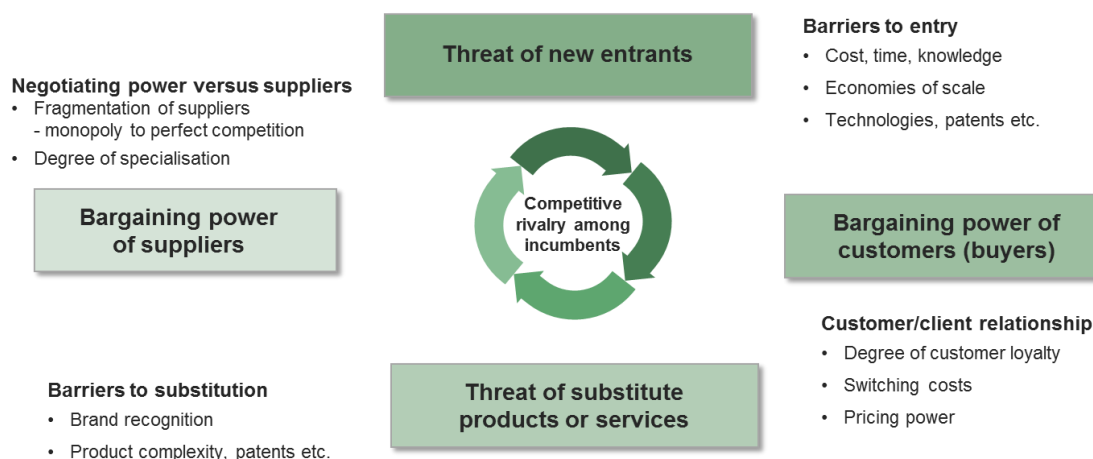 Threat of new entrants
Barriers to entry
• Cost, time, knowledge
• Economies of scale
• Technologies, patents etc.
Negotiating power versus suppliers
• Fragmentation of suppliers
- monopoly to perfect competition
• Degree of specialisation
Bargaining power
of suppliers
Competitive
rivalry among
incumbents
Bargaining power of
customers (buyers)
Customer/client relationship
• Degree of customer loyalty
• Switching costs
• Pricing power
Barriers to substitution
• Brand recognition
• Product complexity, patents etc.
Threat of substitute
products or services